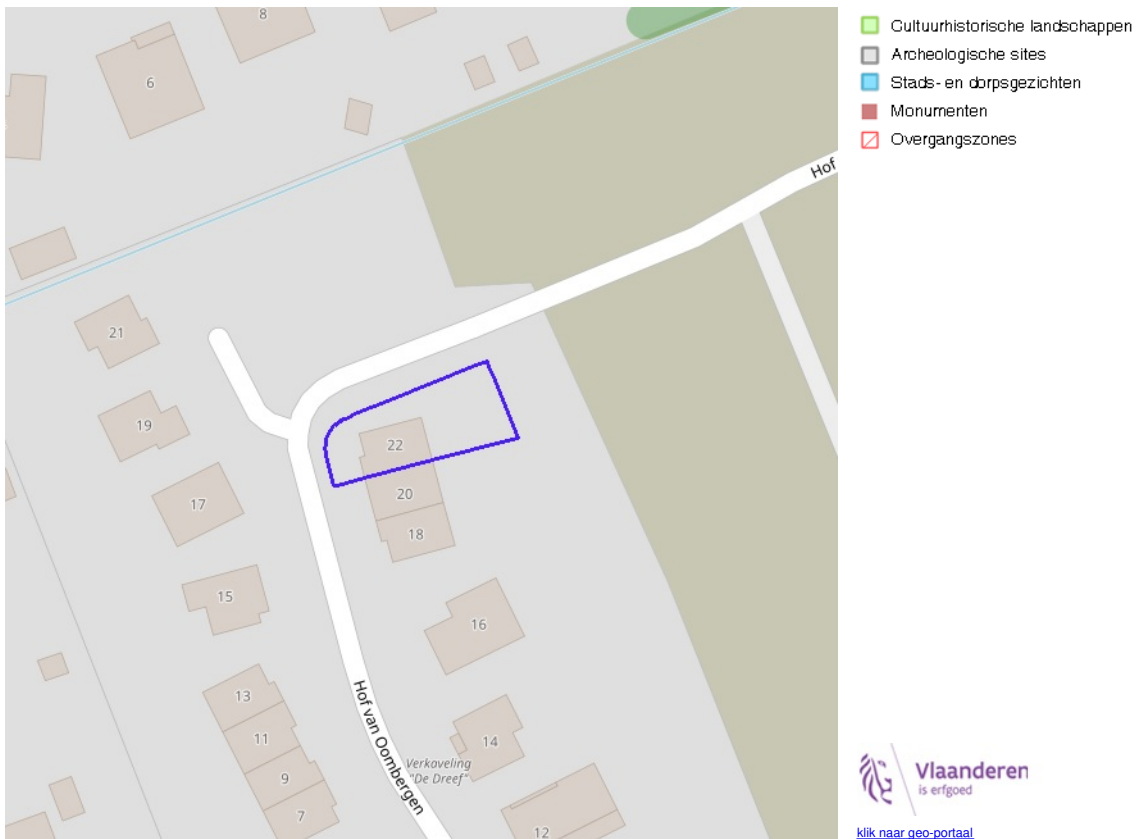 8
6
Hof
21
19
22
20
17
18
15
16
13
11
9
7
14
12
Hof van Oombergen
Verkaveling
"De Dreef"
Cultuurhistorische landschappen
Archeologische sites
Stads- en dorpsgezichten
Monumenten
Overgangszones
Vlaanderen
is erfgoed
klik naar geo-portaal